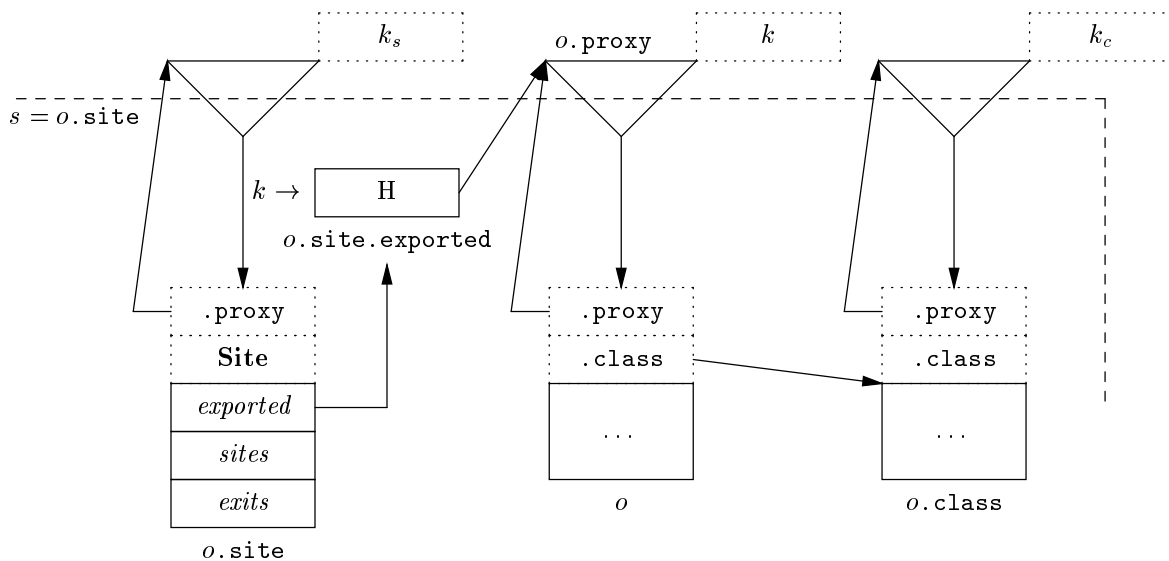 k_s
o.proxy
k
k_c
s = o.site
k → H
o.site.exported
.proxy
.proxy
.proxy
Site
.class
.class
exported
...
...
sites
exits
o
o.class
o.site